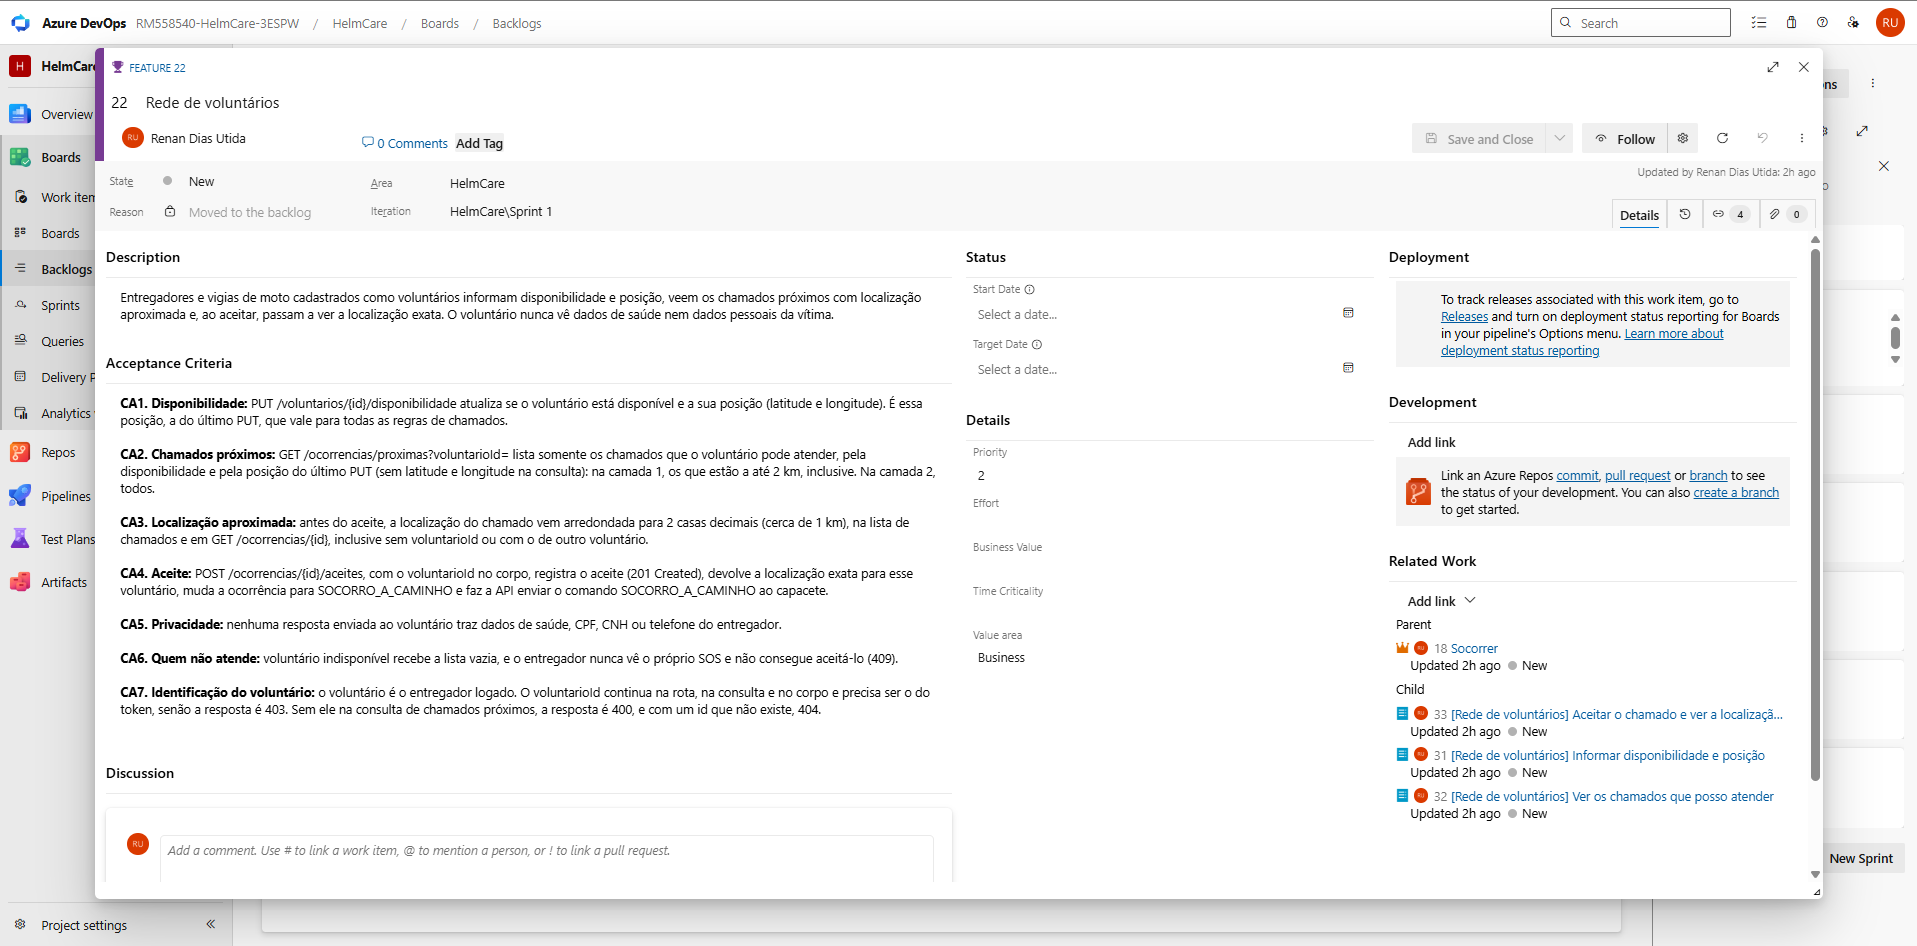 Azure DevOps RM558540-HelmCare-3ESPW / HelmCare / Boards / Backlogs
Search
RU
H HelmCare
Overview
Boards
Work item
Boards
Backlogs
Sprints
Queries
Delivery P
Analytics
Repos
Pipelines
Test Plans
Artifacts
Project settings
FEATURE 22
22 Rede de voluntários
RU Renan Dias Utida
0 Comments Add Tag
Save and Close
Follow
State New
Area HelmCare
Updated by Renan Dias Utida: 2h ago
Reason Moved to the backlog
Iteration HelmCare\Sprint 1
Details
4
0
Description
Entregadores e vigias de moto cadastrados como voluntários informam disponibilidade e posição, veem os chamados próximos com localização
aproximada e, ao aceitar, passam a ver a localização exata. O voluntário nunca vê dados de saúde nem dados pessoais da vítima.
Acceptance Criteria
CA1. Disponibilidade: PUT /voluntarios/{id}/disponibilidade atualiza se o voluntário está disponível e a sua posição (latitude e longitude). É essa
posição, a do último PUT, que vale para todas as regras de chamados.
CA2. Chamados próximos: GET /ocorrencias/proximas?voluntarioId= lista somente os chamados que o voluntário pode atender, pela
disponibilidade e pela posição do último PUT (sem latitude e longitude na consulta): na camada 1, os que estão a até 2 km, inclusive. Na camada 2,
todos.
CA3. Localização aproximada: antes do aceite, a localização do chamado vem arredondada para 2 casas decimais (cerca de 1 km), na lista de
chamados e em GET /ocorrencias/{id}, inclusive sem voluntarioId ou com o de outro voluntário.
CA4. Aceite: POST /ocorrencias/{id}/aceites, com o voluntarioId no corpo, registra o aceite (201 Created), devolve a localização exata para esse
voluntário, muda a ocorrência para SOCORRO_A_CAMINHO e faz a API enviar o comando SOCORRO_A_CAMINHO ao capacete.
CA5. Privacidade: nenhuma resposta enviada ao voluntário traz dados de saúde, CPF, CNH ou telefone do entregador.
CA6. Quem não atende: voluntário indisponível recebe a lista vazia, e o entregador nunca vê o próprio SOS e não consegue aceitá-lo (409).
CA7. Identificação do voluntário: o voluntário é o entregador logado. O voluntarioId continua na rota, na consulta e no corpo e precisa ser o do
token, senão a resposta é 403. Sem ele na consulta de chamados próximos, a resposta é 400, e com um id que não existe, 404.
Discussion
RU
Add a comment. Use # to link a work item, @ to mention a person, or ! to link a pull request.
Status
Start Date
Select a date...
Target Date
Select a date...
Details
Priority
2
Effort
Business Value
Time Criticality
Value area
Business
Deployment
To track releases associated with this work item, go to
Releases and turn on deployment status reporting for Boards
in your pipeline's Options menu. Learn more about
deployment status reporting
Development
Add link
Link an Azure Repos commit, pull request or branch to see
the status of your development. You can also create a branch
to get started.
Related Work
Add link
Parent
RU 18 Socorrer
Updated 2h ago New
Child
RU 33 [Rede de voluntários] Aceitar o chamado e ver a localizaçã...
Updated 2h ago New
RU 31 [Rede de voluntários] Informar disponibilidade e posição
Updated 2h ago New
RU 32 [Rede de voluntários] Ver os chamados que posso atender
Updated 2h ago New
ns
New Sprint